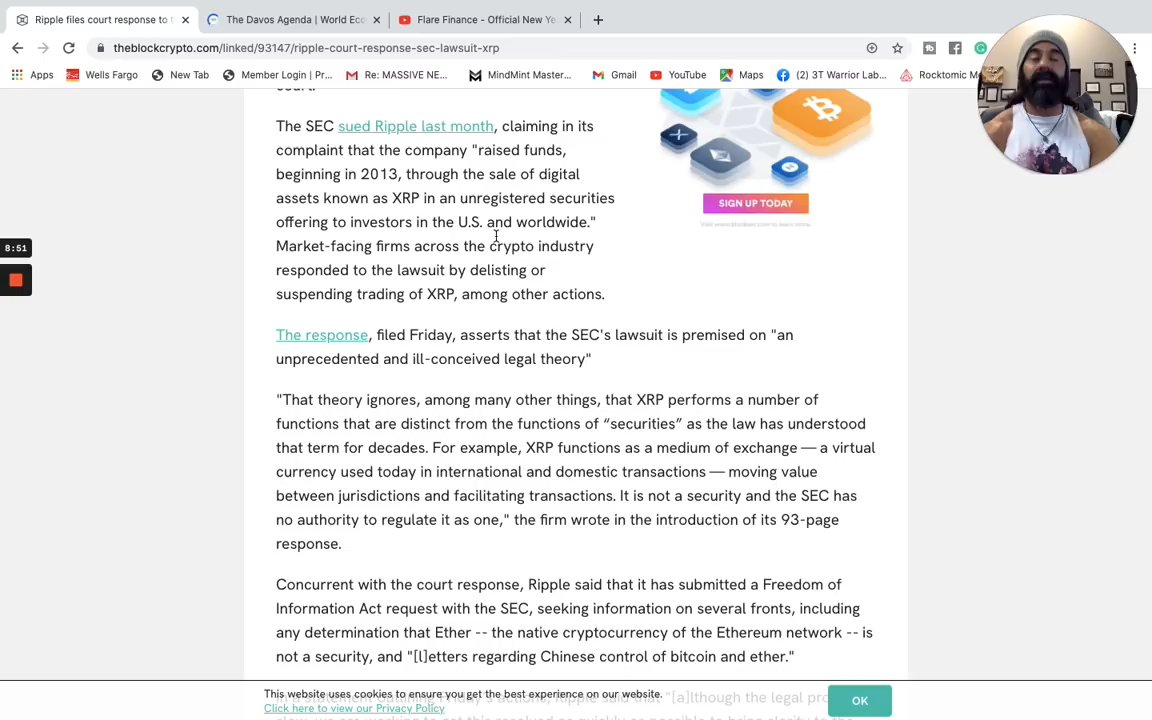 Ripple files court response to t
The Davos Agenda | World Eco
Flare Finance - Official New Ye
theblockcrypto.com/linked/93147/ripple-court-response-sec-lawsuit-xrp
Apps
Wells Fargo
New Tab
Member Login | Pr...
Re: MASSIVE NE...
MindMint Master...
Gmail
YouTube
Maps
(2) 3T Warrior Lab...
Rocktomic M
court.
The SEC sued Ripple last month, claiming in its
complaint that the company "raised funds,
beginning in 2013, through the sale of digital
assets known as XRP in an unregistered securities
offering to investors in the U.S. and worldwide."
Market-facing firms across the crypto industry
responded to the lawsuit by delisting or
suspending trading of XRP, among other actions.
SIGN UP TODAY
8:51
The response, filed Friday, asserts that the SEC's lawsuit is premised on "an
unprecedented and ill-conceived legal theory"
"That theory ignores, among many other things, that XRP performs a number of
functions that are distinct from the functions of “securities” as the law has understood
that term for decades. For example, XRP functions as a medium of exchange — a virtual
currency used today in international and domestic transactions — moving value
between jurisdictions and facilitating transactions. It is not a security and the SEC has
no authority to regulate it as one," the firm wrote in the introduction of its 93-page
response.
Concurrent with the court response, Ripple said that it has submitted a Freedom of
Information Act request with the SEC, seeking information on several fronts, including
any determination that Ether -- the native cryptocurrency of the Ethereum network -- is
not a security, and "[l]etters regarding Chinese control of bitcoin and ether."
This website uses cookies to ensure you get the best experience on our website.
Click here to view our Privacy Policy
OK